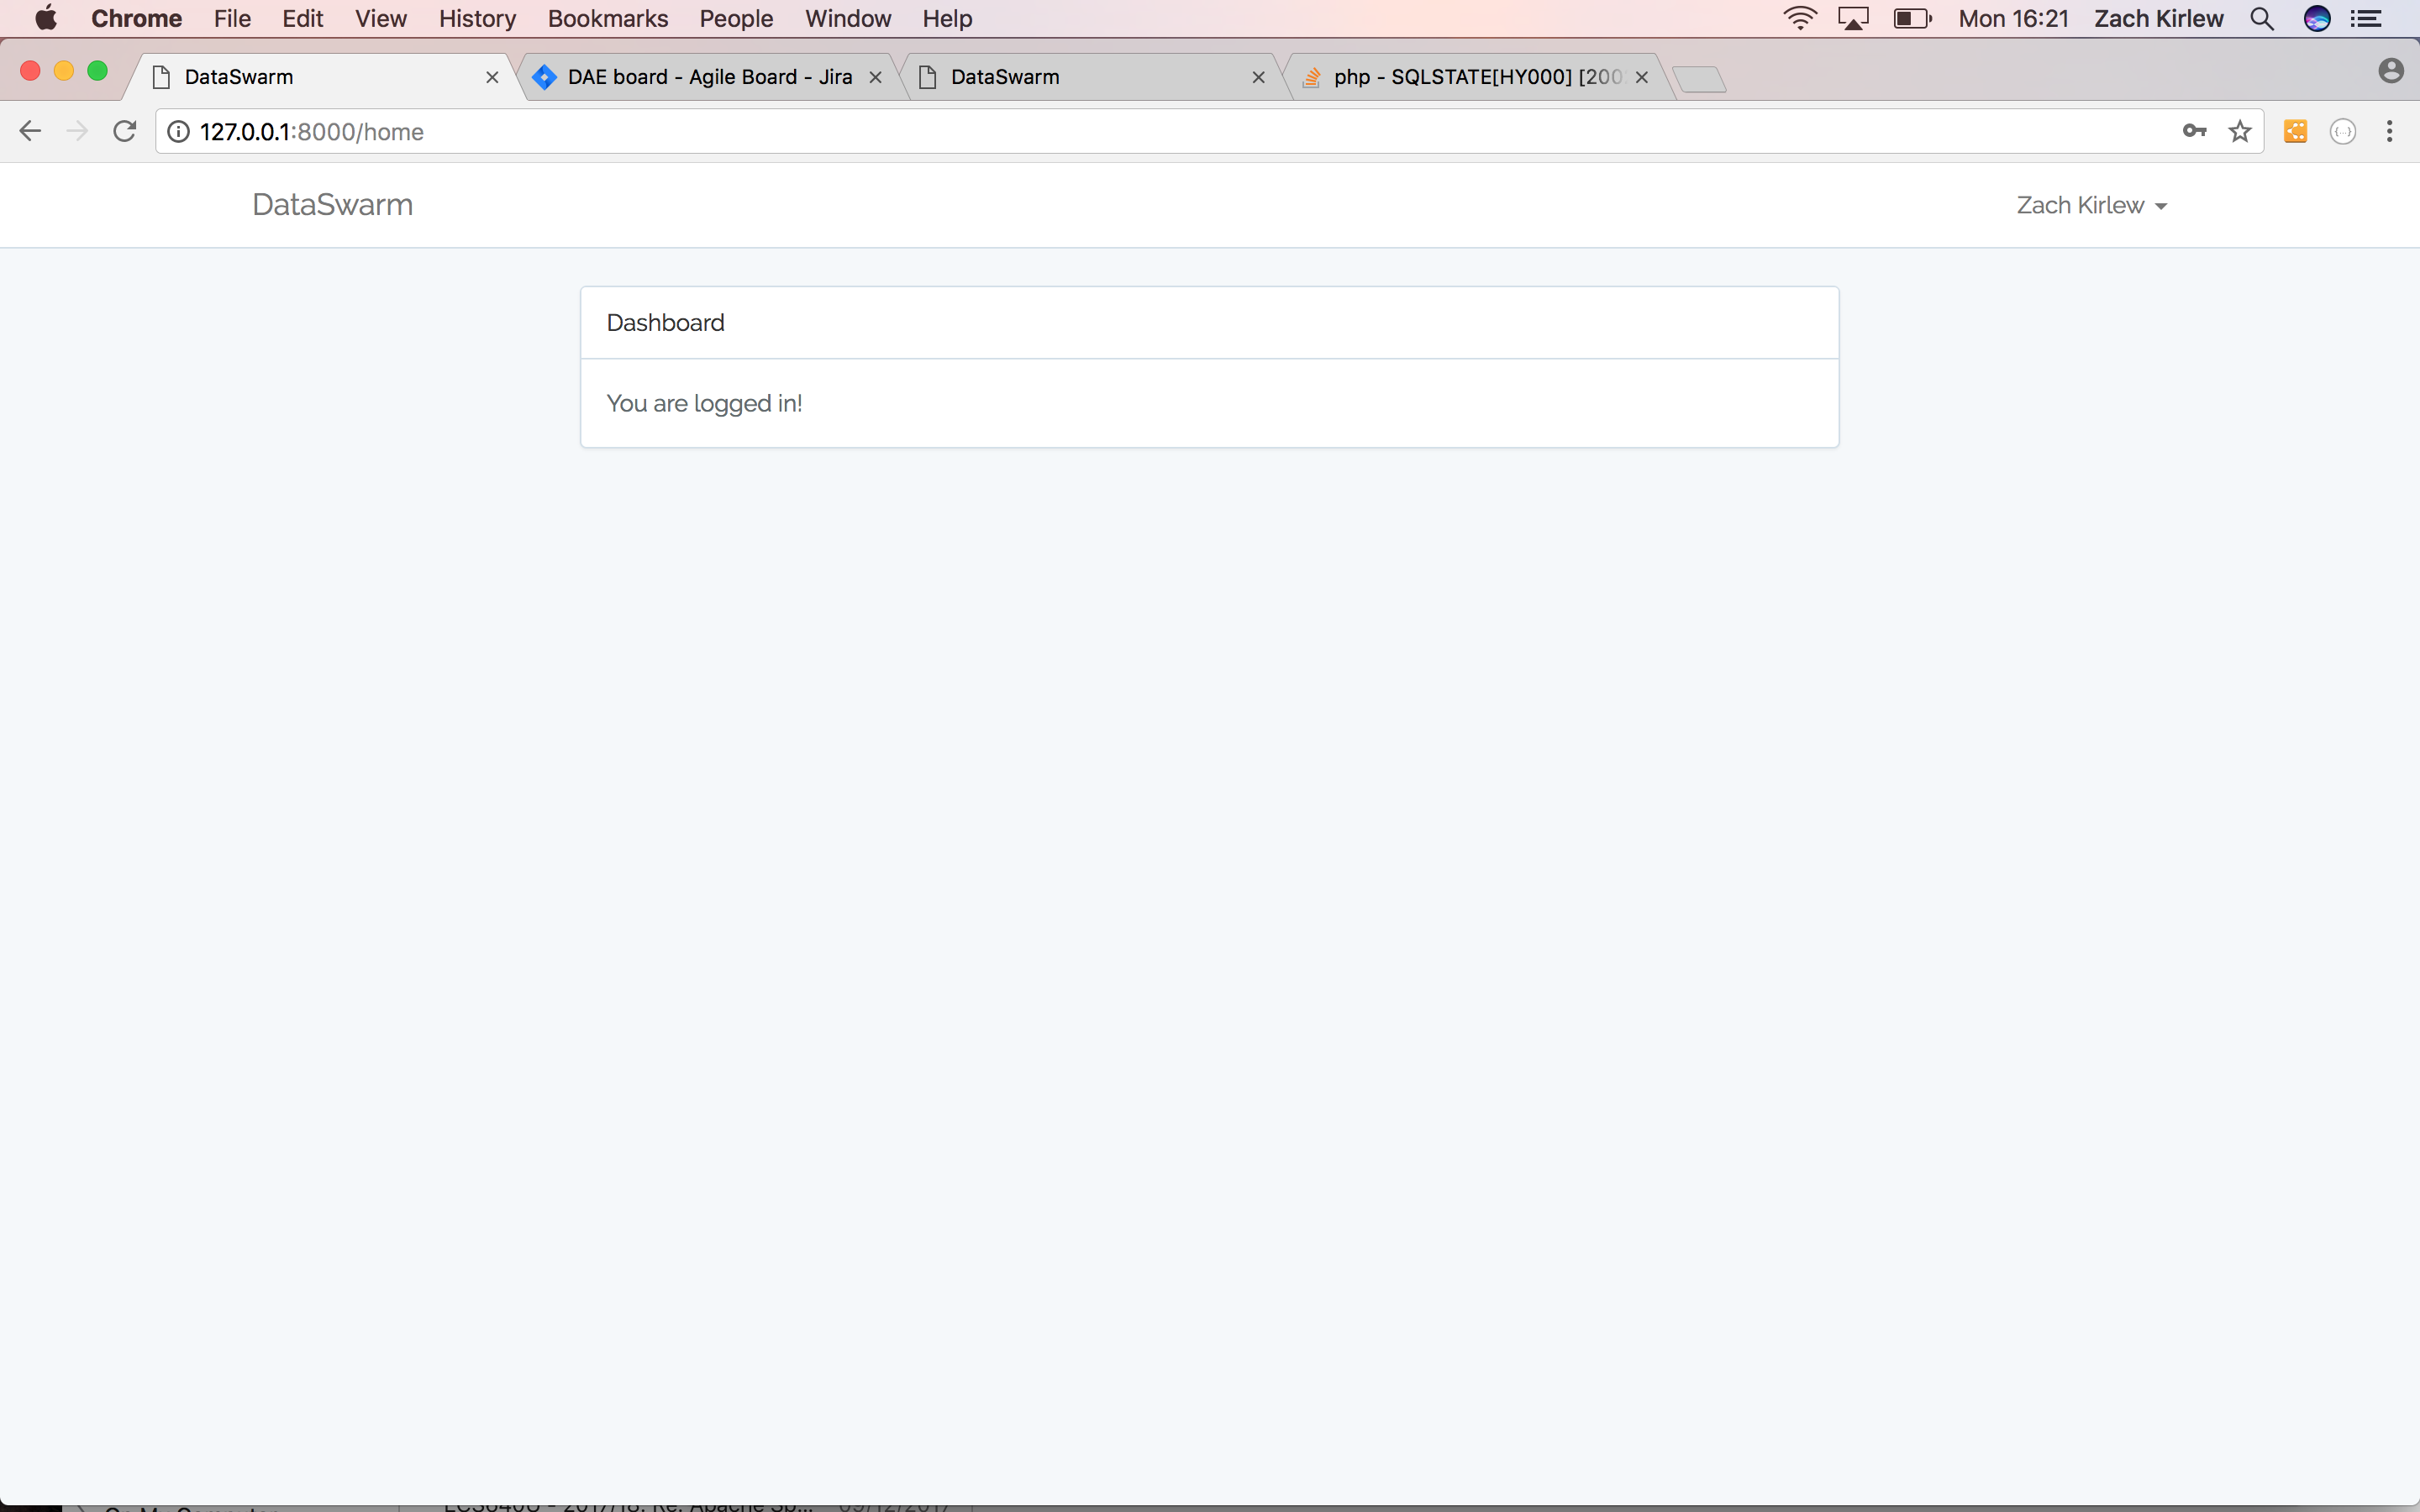 Chrome File Edit View History Bookmarks People Window Help Mon 16:21 Zach Kirlew
DataSwarm DAE board - Agile Board - Jira DataSwarm php - SQLSTATE[HY000] [200
127.0.0.1:8000/home
DataSwarm Zach Kirlew
Dashboard
You are logged in!